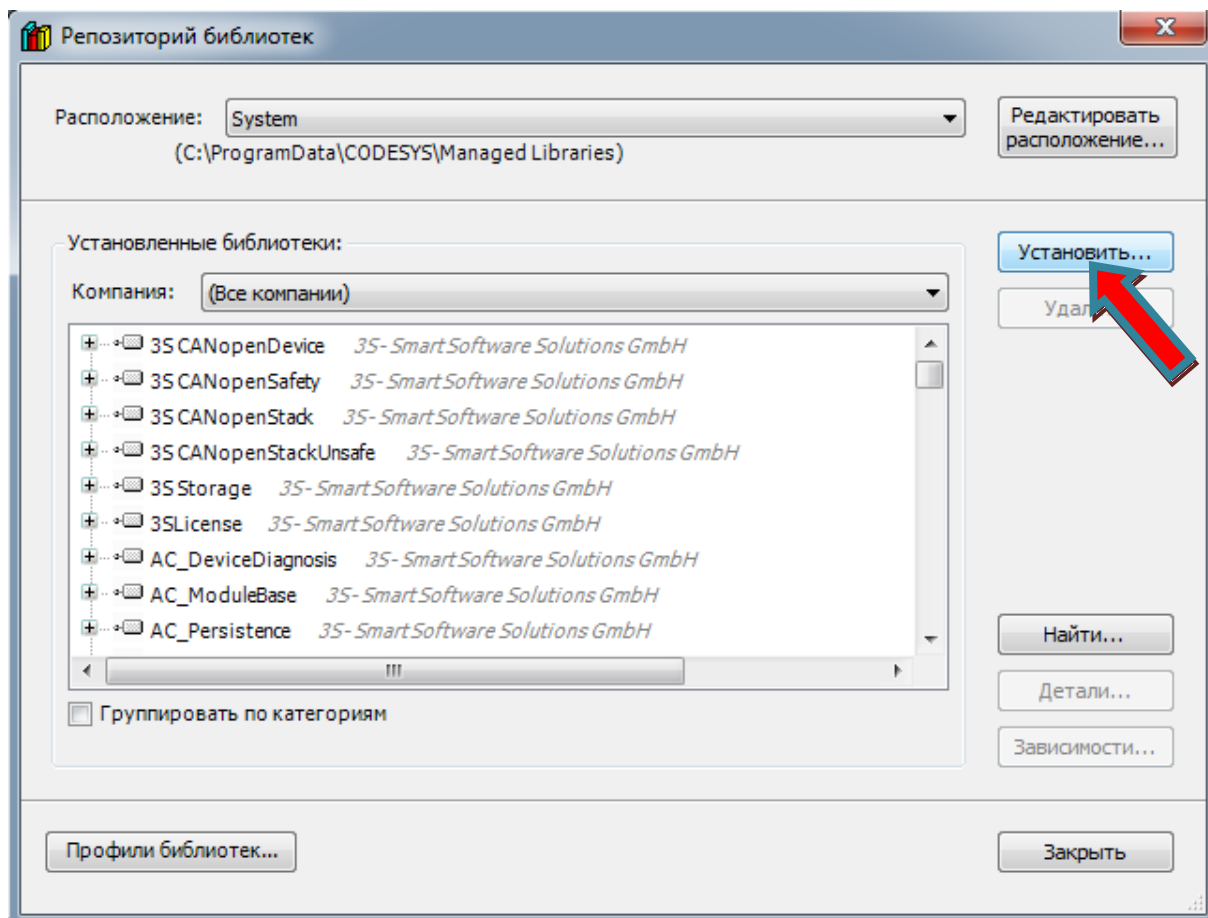 Репозиторий библиотек
Расположение: System
(C:\ProgramData\CODESYS\Managed Libraries)
Редактировать
расположение...
Установленные библиотеки:
Компания: (Все компании)
Установить...
3S CANopenDevice 3S-Smart Software Solutions GmbH
3S CANopenSafety 3S-Smart Software Solutions GmbH
3S CANopenStack 3S-Smart Software Solutions GmbH
3S CANopenStackUnsafe 3S-Smart Software Solutions GmbH
3S Storage 3S-Smart Software Solutions GmbH
3SLicense 3S-Smart Software Solutions GmbH
AC_DeviceDiagnosis 3S-Smart Software Solutions GmbH
AC_ModuleBase 3S-Smart Software Solutions GmbH
AC_Persistence 3S-Smart Software Solutions GmbH
Группировать по категориям
Найти...
Детали...
Зависимости...
Профили библиотек...
Закрыть